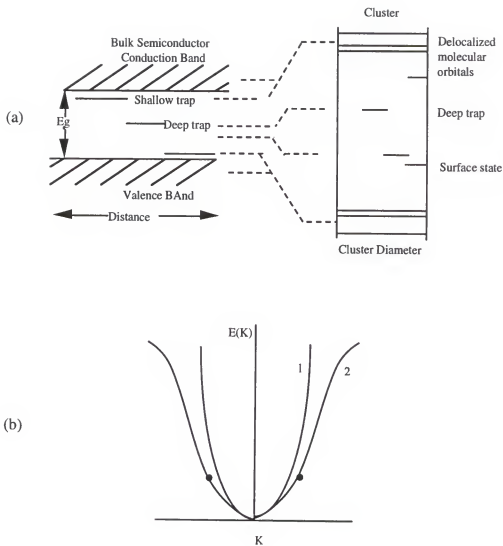 Cluster
Bulk Semiconductor
Conduction Band
Delocalized
molecular
orbitals
Shallow trap
(a)
Eg
Deep trap
Deep trap
Surface state
Valence BAnd
Distance
Cluster Diameter
E(K)
1
2
(b)
K